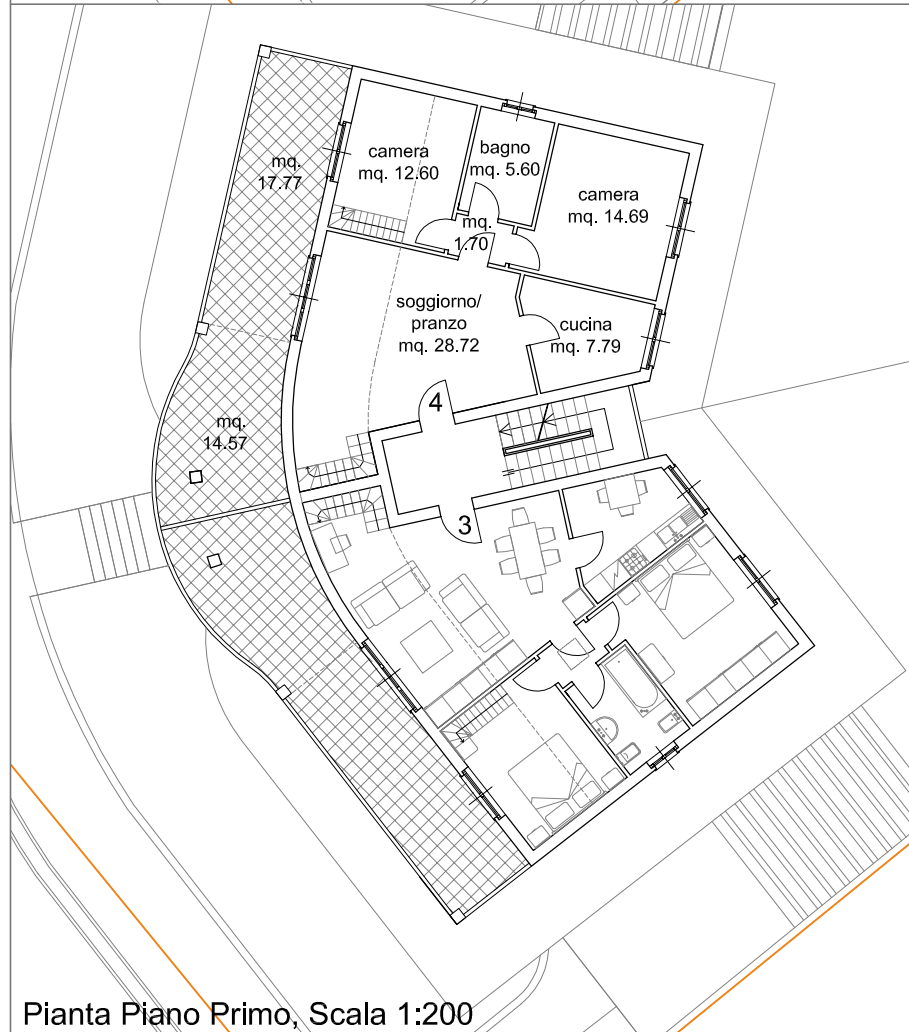 camera
mq. 12.60
bagno
mq. 5.60
camera
mq. 14.69
mq.
17.77
mq.
1.70
soggiorno/
pranzo
mq. 28.72
cucina
mq. 7.79
4
mq.
14.57
3
Pianta Piano Primo, Scala 1:200